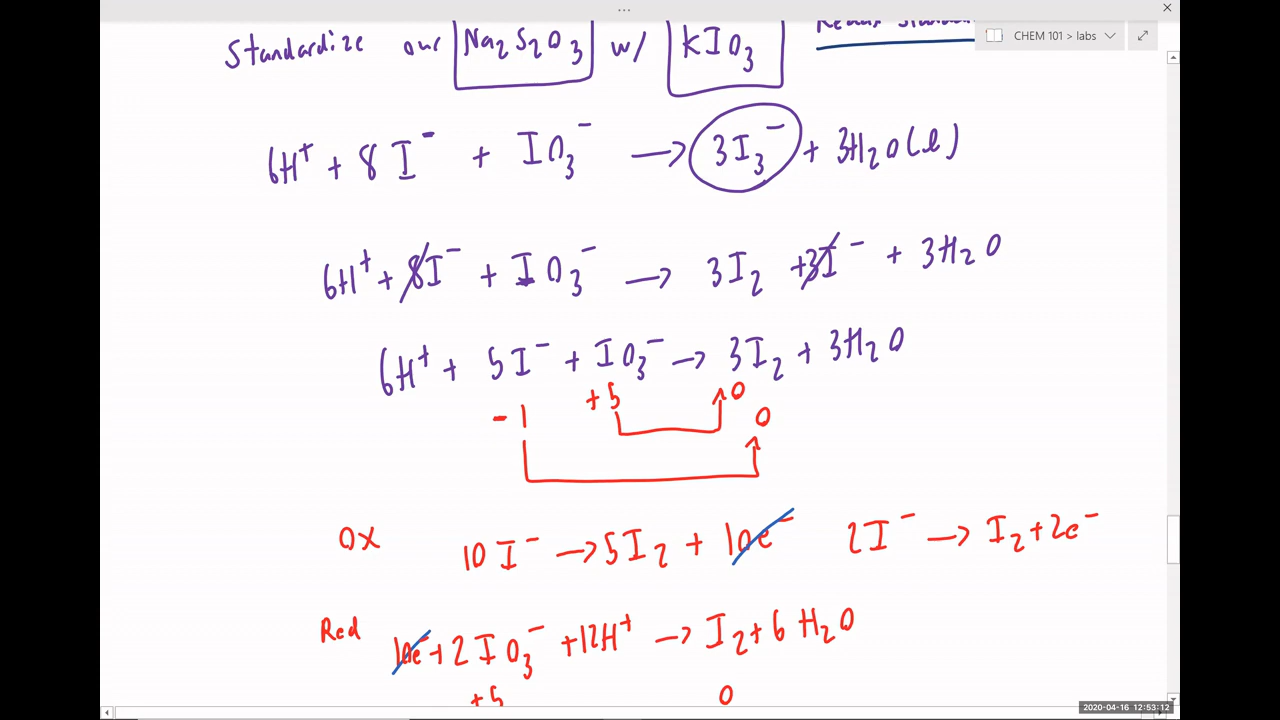 Standardize our Na₂S₂O₃ w/ KIO₃
Redox
CHEM 101 > labs
6H⁺ + 8I⁻ + IO₃⁻ → 3I₃⁻ + 3H₂O(l)
6H⁺ + 8I⁻ + IO₃⁻ → 3I₂ + 3I⁻ + 3H₂O
6H⁺ + 5I⁻ + IO₃⁻ → 3I₂ + 3H₂O
-1 +5 0 0
OX 10I⁻ → 5I₂ + 10e⁻ 2I⁻ → I₂ + 2e⁻
Red 10e⁻ + 2IO₃⁻ + 12H⁺ → I₂ + 6H₂O
+5 0
2020-04-16 12:53:12